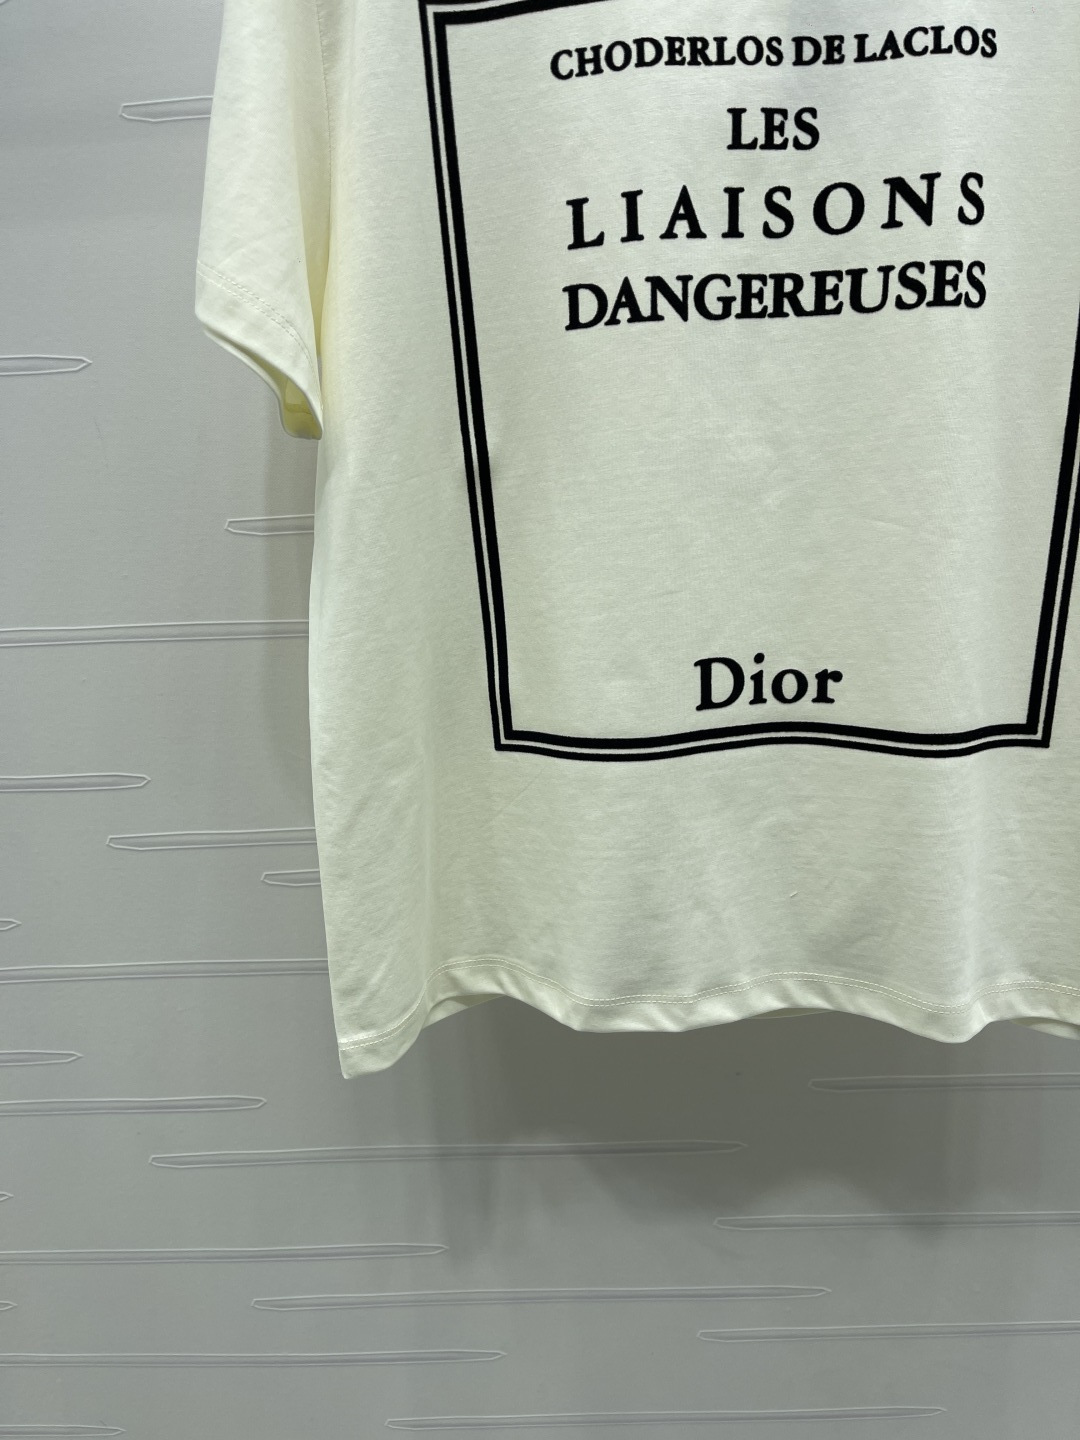 CHODERLOS DE LACLOS
LES
LIAISONS
DANGEREUSES
Dior